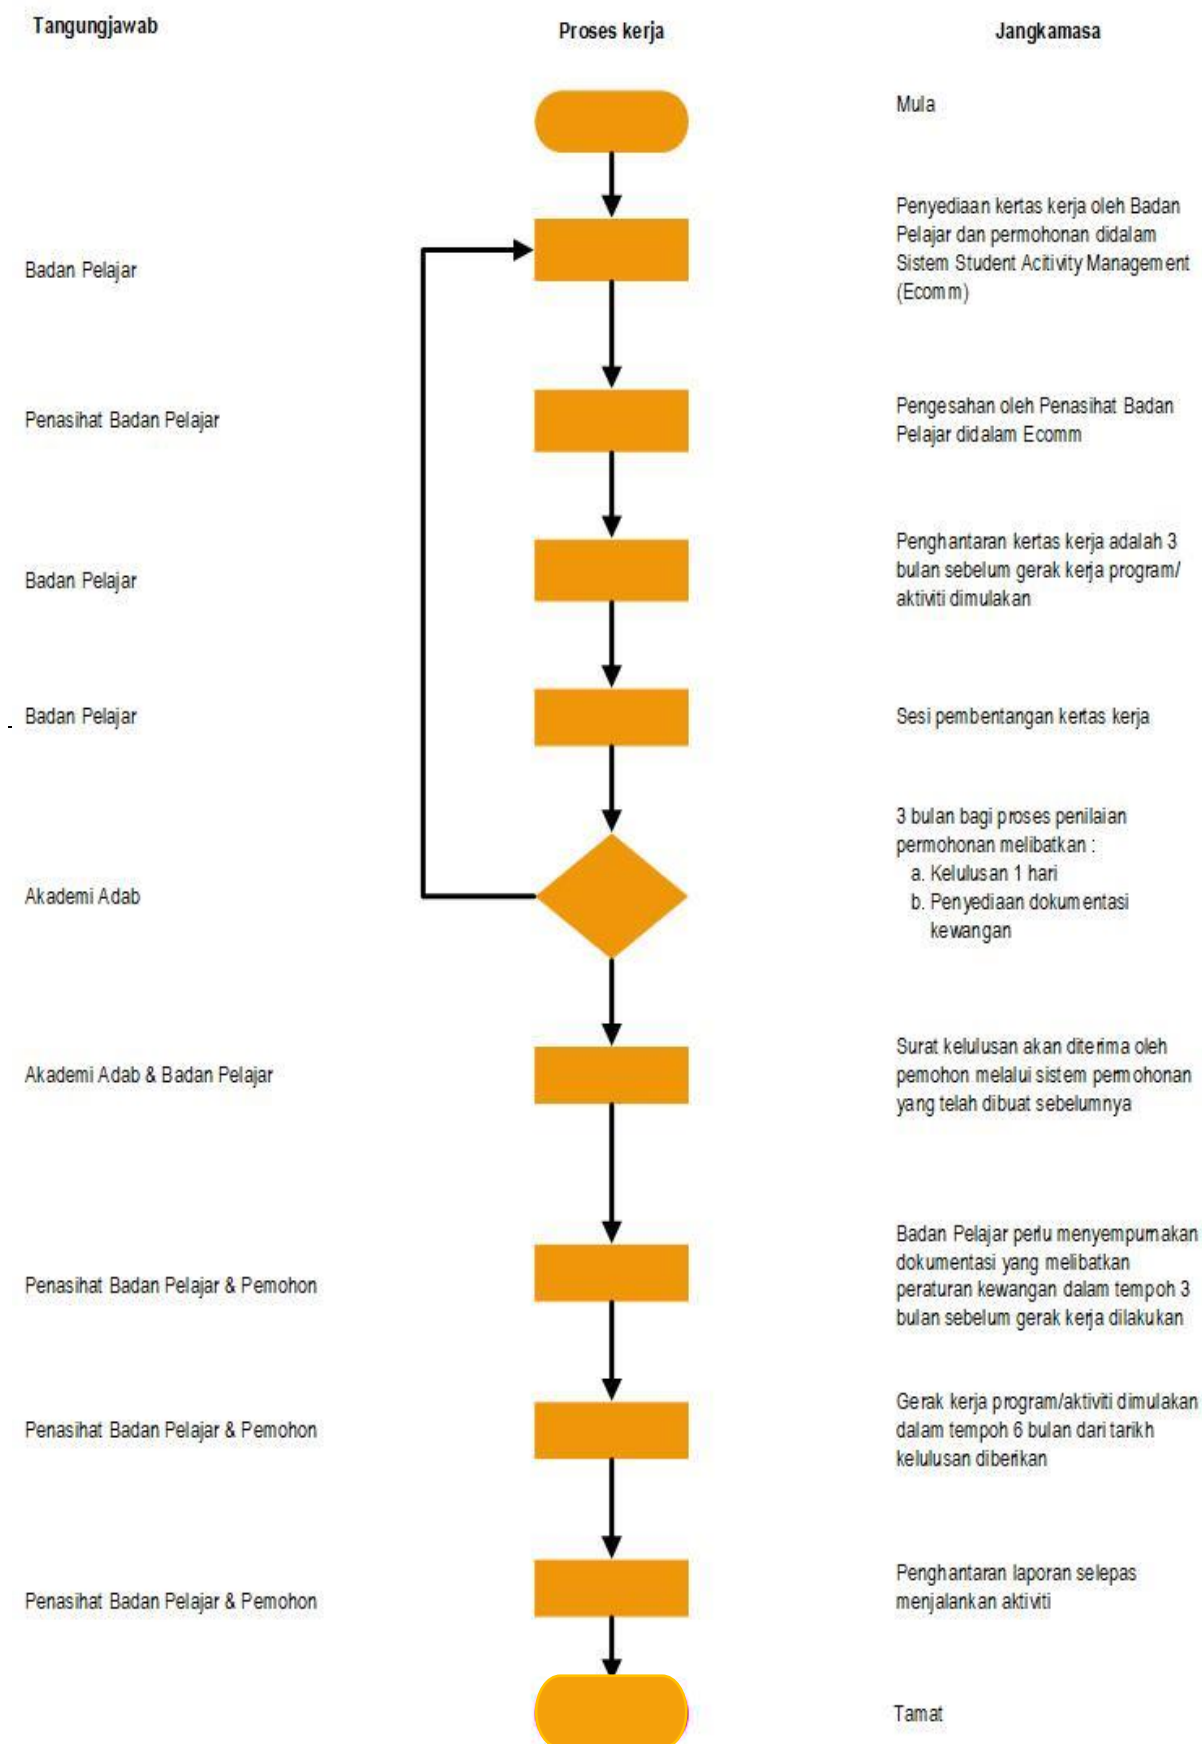 Tangungjawab
Proses kerja
Jangkamasa
Mula
Badan Pelajar
Penyediaan kertas kerja oleh Badan
Pelajar dan permohonan didalam
Sistem Student Acitivity Management
(Ecomm)
Penasihat Badan Pelajar
Pengesahan oleh Penasihat Badan
Pelajar didalam Ecomm
Badan Pelajar
Penghantaran kertas kerja adalah 3
bulan sebelum gerak kerja program/
aktiviti dimulakan
- Badan Pelajar
Sesi pembentangan kertas kerja
Akademi Adab
3 bulan bagi proses penilaian
permohonan melibatkan :
a. Kelulusan 1 hari
b. Penyediaan dokumentasi
kewangan
Akademi Adab & Badan Pelajar
Surat kelulusan akan diterima oleh
pemohon melalui sistem permohonan
yang telah dibuat sebelumnya
Penasihat Badan Pelajar & Pemohon
Badan Pelajar perlu menyempurnakan
dokumentasi yang melibatkan
peraturan kewangan dalam tempoh 3
bulan sebelum gerak kerja dilakukan
Penasihat Badan Pelajar & Pemohon
Gerak kerja program/aktiviti dimulakan
dalam tempoh 6 bulan dari tarikh
kelulusan diberikan
Penasihat Badan Pelajar & Pemohon
Penghantaran laporan selepas
menjalankan aktiviti
Tamat